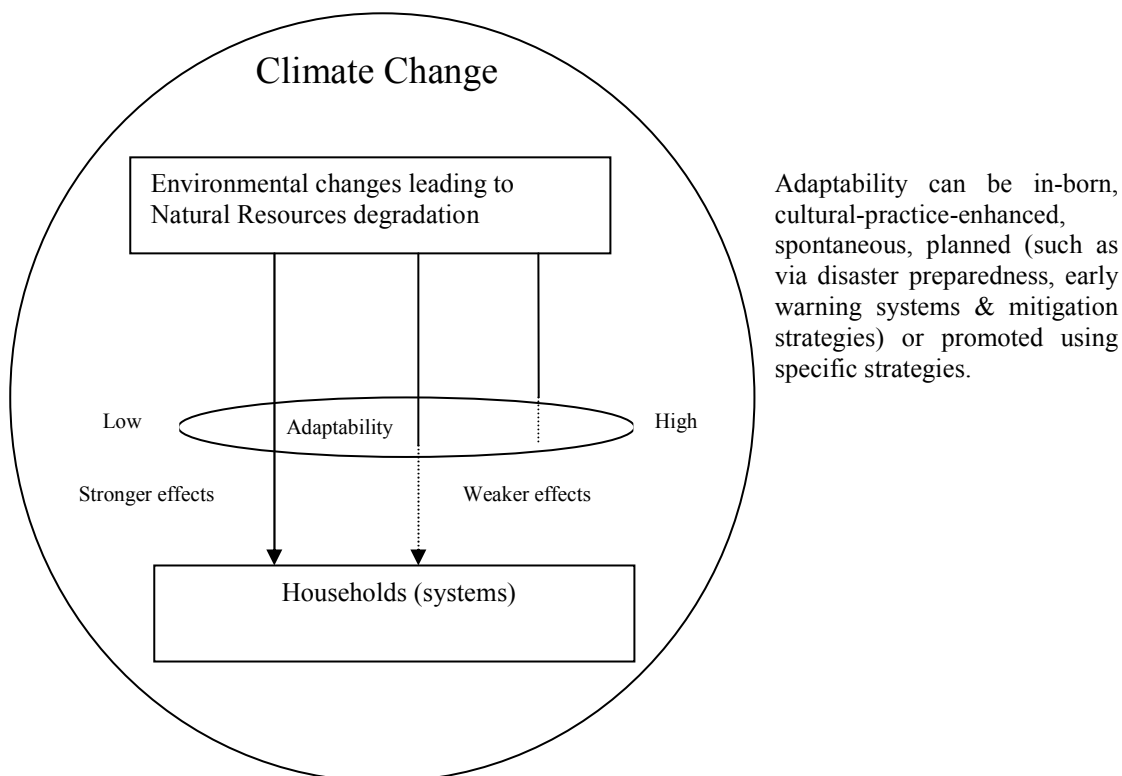 Climate Change
Environmental changes leading to
Natural Resources degradation
Adaptability can be in-born,
cultural-practice-enhanced,
spontaneous, planned (such as
via disaster preparedness, early
warning systems & mitigation
strategies) or promoted using
specific strategies.
Low
Adaptability
High
Stronger effects
Weaker effects
Households (systems)